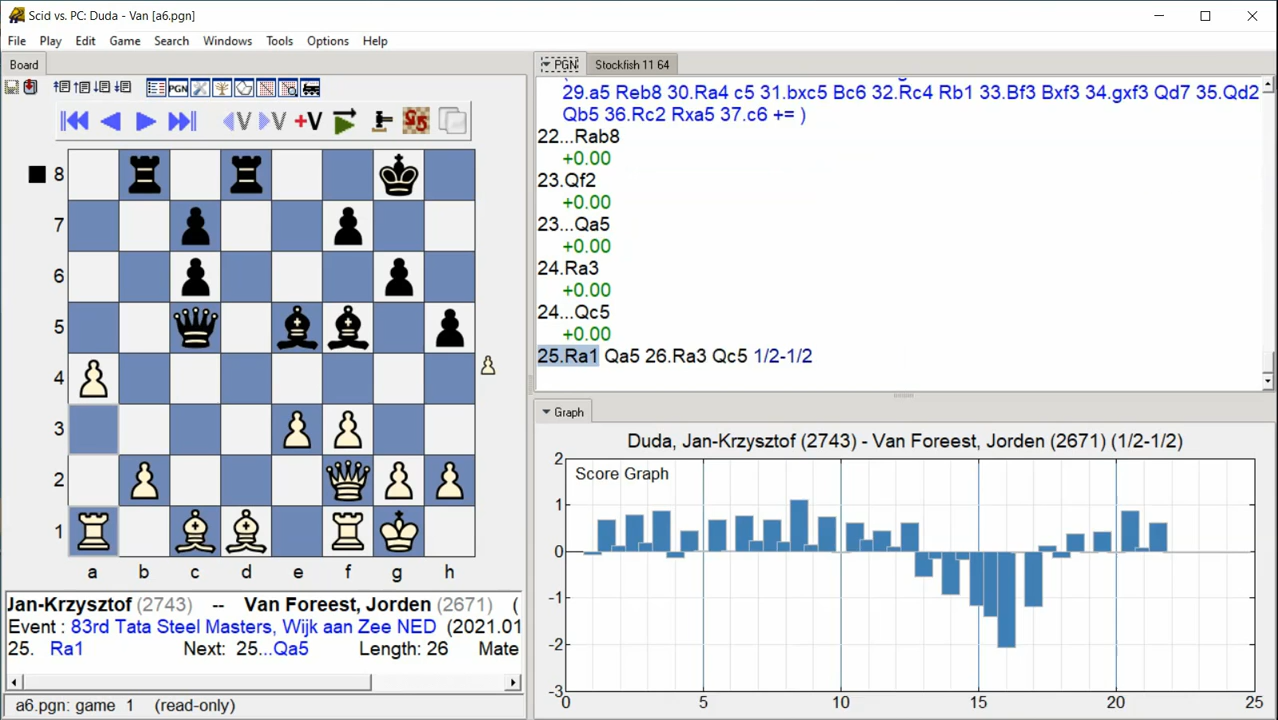 Scid vs. PC: Duda - Van [a6.pgn]
File Play Edit Game Search Windows Tools Options Help
Board
PGN
8
7
6
5
4
3
2
1
a b c d e f g h
Jan-Krzysztof (2743) -- Van Foreest, Jorden (2671) (
Event : 83rd Tata Steel Masters, Wijk aan Zee NED (2021.01
25. Ra1 Next: 25...Qa5 Length: 26 Mate
a6.pgn: game 1 (read-only)
PGN Stockfish 11 64
29.a5 Reb8 30.Ra4 c5 31.bxc5 Bc6 32.Rc4 Rb1 33.Bf3 Bxf3 34.gxf3 Qd7 35.Qd2
Qb5 36.Rc2 Rxa5 37.c6 += )
22...Rab8
+0.00
23.Qf2
+0.00
23...Qa5
+0.00
24.Ra3
+0.00
24...Qc5
+0.00
25.Ra1 Qa5 26.Ra3 Qc5 1/2-1/2
Graph
Duda, Jan-Krzysztof (2743) - Van Foreest, Jorden (2671) (1/2-1/2)
Score Graph
2
1
0
-1
-2
-3
0 5 10 15 20 25